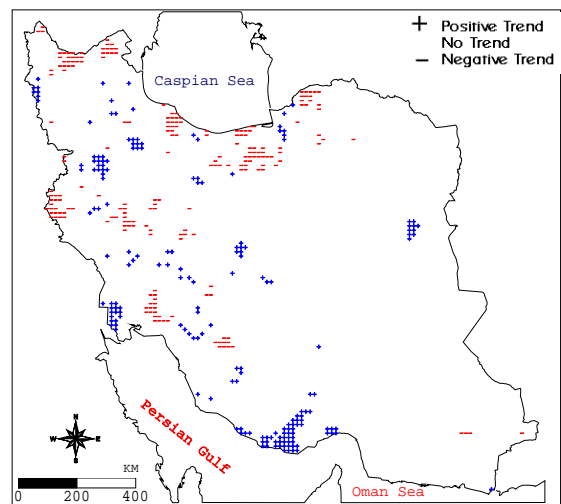 + Positive Trend
No Trend
− Negative Trend
Caspian Sea
Persian Gulf
N
W E
S
KM
0 200 400
Oman Sea